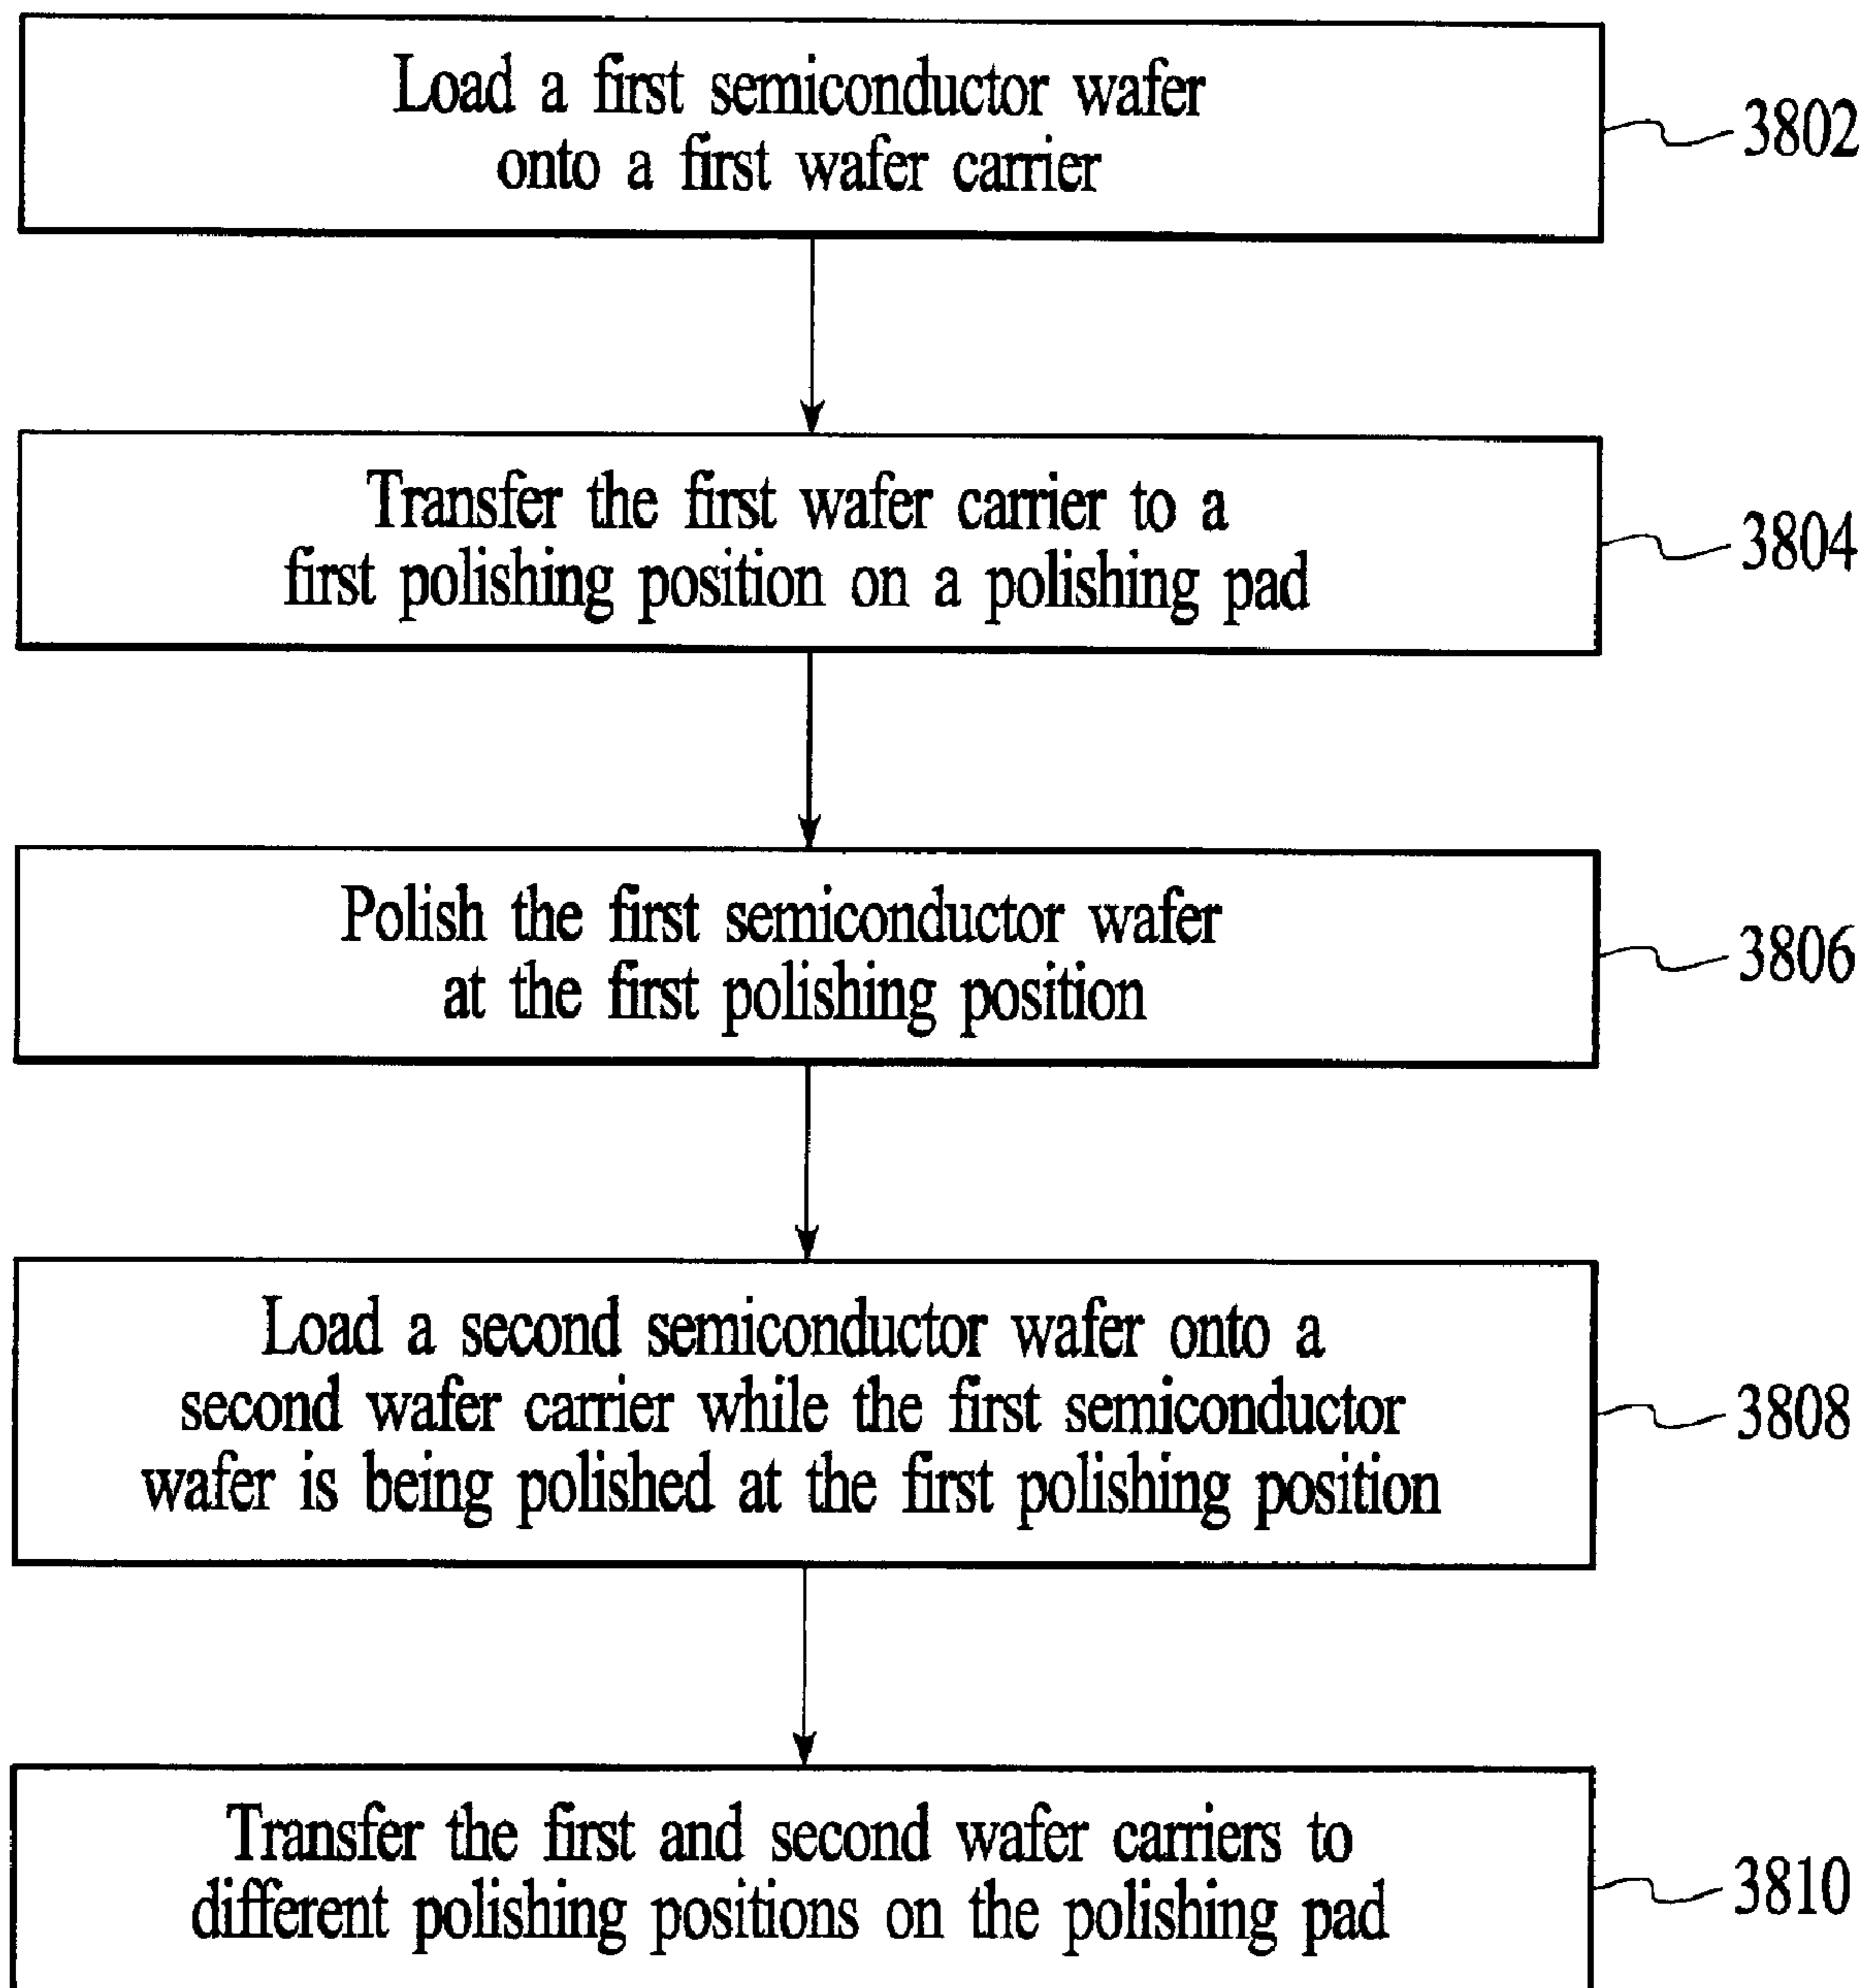 Load a first semiconductor wafer
onto a first wafer carrier
3802
Transfer the first wafer carrier to a
first polishing position on a polishing pad
3804
Polish the first semiconductor wafer
at the first polishing position
3806
Load a second semiconductor wafer onto a
second wafer carrier while the first semiconductor
wafer is being polished at the first polishing position
3808
Transfer the first and second wafer carriers to
different polishing positions on the polishing pad
3810